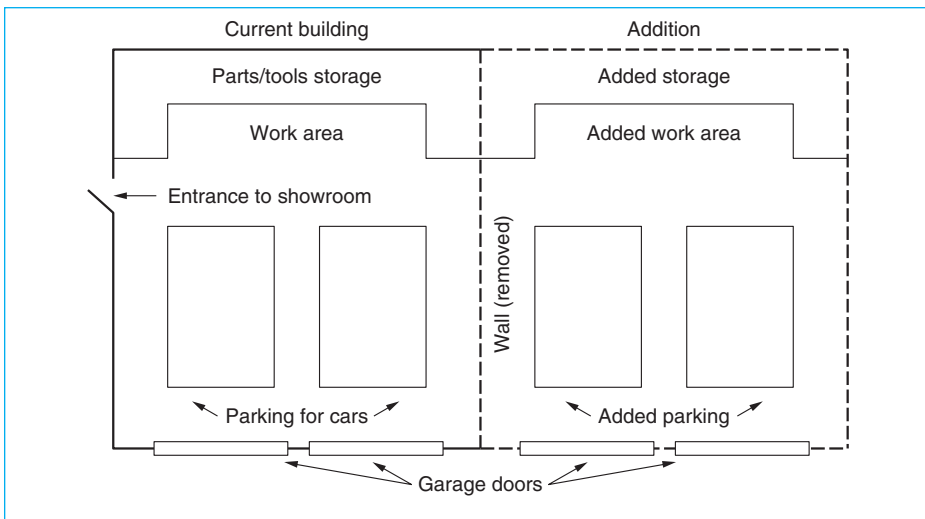 Current building
Addition
Parts/tools storage
Added storage
Work area
Added work area
Entrance to showroom
Wall (removed)
Parking for cars
Added parking
Garage doors